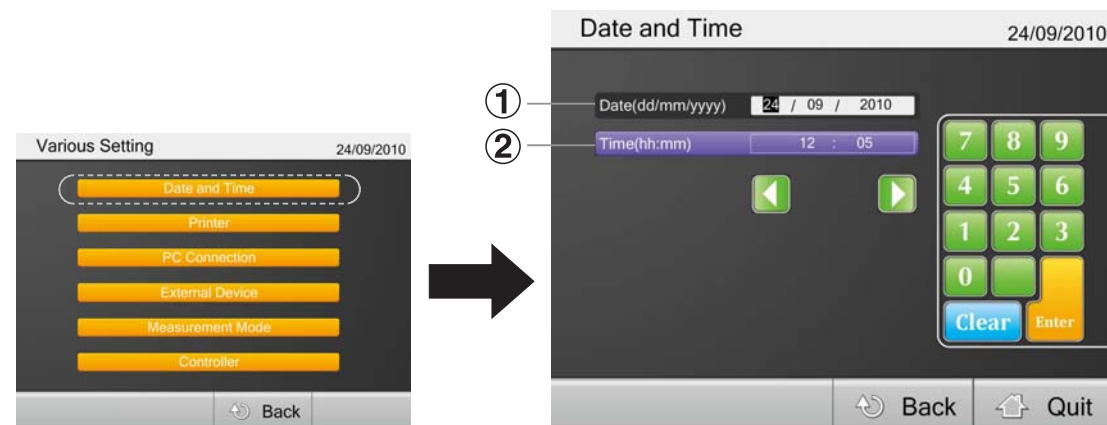 Various Setting 24/09/2010
Date and Time
Printer
PC Connection
External Device
Measurement Mode
Controller
Back
Date and Time 24/09/2010
① Date(dd/mm/yyyy) 24 / 09 / 2010
② Time(hh:mm) 12 : 05
7 8 9
4 5 6
1 2 3
0
Clear Enter
Back Quit